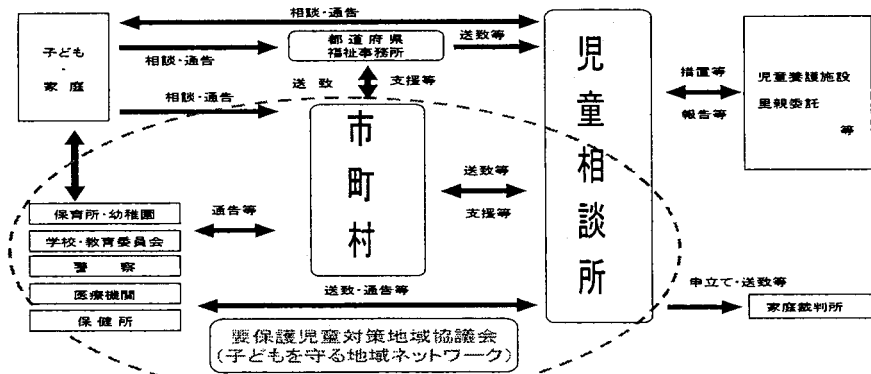 相談・通告
子ども
・
家庭
相談・通告
都道府県
福祉事務所
送致等
相談・通告
送致
支援等
児童相談所
措置等
報告等
児童養護施設
里親委託
等
市町村
送致等
支援等
保育所・幼稚園
学校・教育委員会
警察
医療機関
保健所
通告等
送致・通告等
申立て・送致等
家庭裁判所
要保護児童対策地域協議会
(子どもを守る地域ネットワーク)